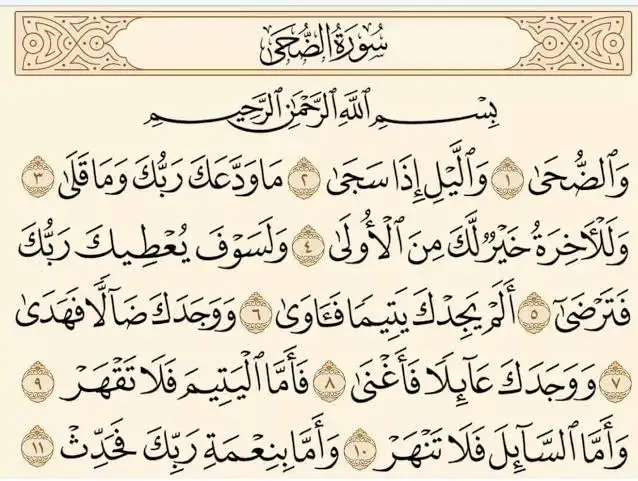 سُورَةُ الضُّحَىٰ
بِسْمِ ٱللَّهِ ٱلرَّحْمَٰنِ ٱلرَّحِيمِ
وَٱلضُّحَىٰ ١ وَٱلَّيْلِ إِذَا سَجَىٰ ٢ مَا وَدَّعَكَ رَبُّكَ وَمَا قَلَىٰ ٣
وَلَلْءَاخِرَةُ خَيْرٌ لَّكَ مِنَ ٱلْأُولَىٰ ٤ وَلَسَوْفَ يُعْطِيكَ رَبُّكَ
فَتَرْضَىٰٓ ٥ أَلَمْ يَجِدْكَ يَتِيمًا فَـَٔاوَىٰ ٦ وَوَجَدَكَ ضَآلًّا فَهَدَىٰ
٧ وَوَجَدَكَ عَآئِلًا فَأَغْنَىٰ ٨ فَأَمَّا ٱلْيَتِيمَ فَلَا تَقْهَرْ ٩
وَأَمَّا ٱلسَّآئِلَ فَلَا تَنْهَرْ ١٠ وَأَمَّا بِنِعْمَةِ رَبِّكَ فَحَدِّثْ ١١